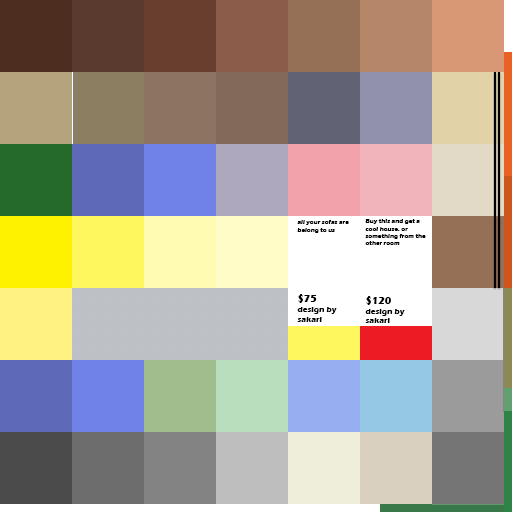 all your sofas are
belong to us
Buy this and get a
cool house. or
something from the
other room
$75
design by
sakari
$120
design by
sakari